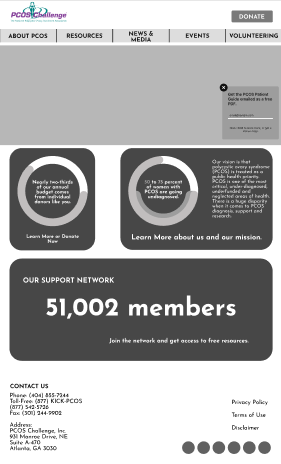 PCOS Challenge
DONATE
ABOUT PCOS
RESOURCES
NEWS &
MEDIA
EVENTS
VOLUNTEERING
Get the PCOS Patient
Guide emailed as a free
PDF.
Nearly two-thirds
of our annual
budget comes
from individual
donors like you.
Learn More or Donate
Now
50 to 75 percent
of women with
PCOS are going
undiagnosed.
Our vision is that
polycystic ovary syndrome
(PCOS) is treated as a
public health priority.
PCOS is one of the most
critical, under-diagnosed,
underfunded and
neglected areas of health.
There is a huge disparity
when it comes to PCOS
diagnosis, support and
research.
Learn More about us and our mission.
OUR SUPPORT NETWORK
51,002 members
Join the network and get access to free resources.
CONTACT US
Phone: (404) 855-7244
Toll-Free: (877) KICK-PCOS
(877) 542-5726
Fax: (301) 244-9902
Address:
PCOS Challenge, Inc.
931 Monroe Drive, NE
Suite A-470
Atlanta, GA 3030
Privacy Policy
Terms of Use
Disclaimer